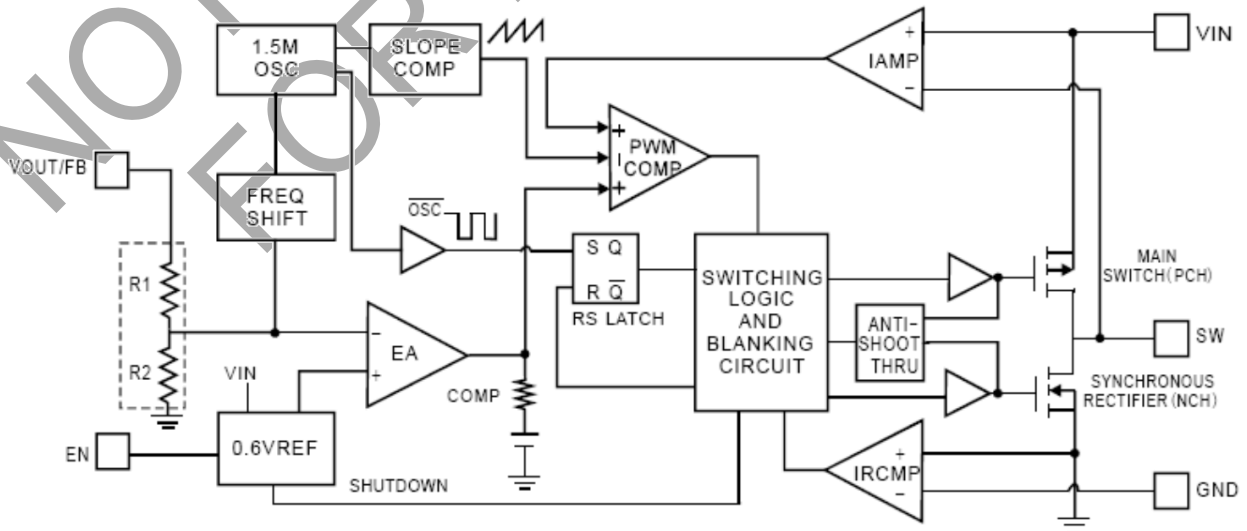 NOT
FOR
1.5M
OSC
SLOPE
COMP
IAMP
+
−
VIN
VOUT/FB
FREQ
SHIFT
+
−
+
PWM
COMP
OSC
R1
R2
S Q
R Q
RS LATCH
SWITCHING
LOGIC
AND
BLANKING
CIRCUIT
ANTI-
SHOOT
THRU
MAIN
SWITCH(PCH)
SW
SYNCHRONOUS
RECTIFIER(NCH)
−
EA
+
COMP
VIN
EN
0.6VREF
SHUTDOWN
+
IRCMP
−
GND